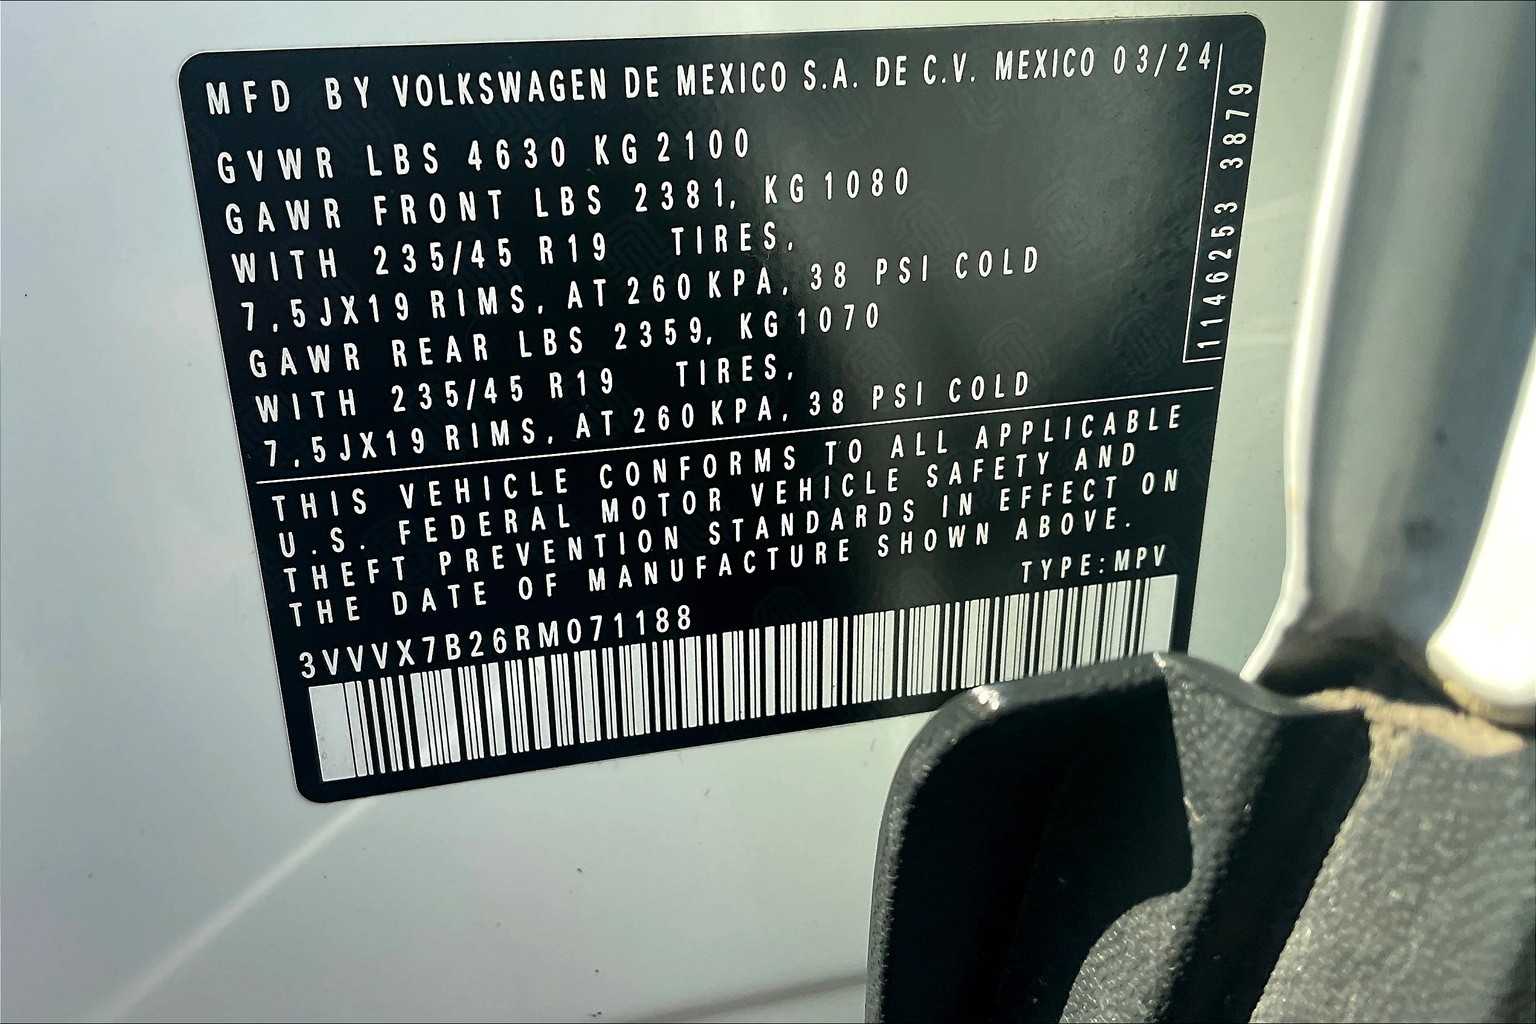 MFD BY VOLKSWAGEN DE MEXICO S.A. DE C.V. MEXICO 03/24
GVWR LBS 4630 KG 2100
GAWR FRONT LBS 2381, KG 1080
WITH 235/45 R19 TIRES,
7,5JX19 RIMS, AT 260 KPA, 38 PSI COLD
GAWR REAR LBS 2359, KG 1070
WITH 235/45 R19 TIRES,
7,5JX19 RIMS, AT 260 KPA, 38 PSI COLD
1146253 3879
THIS VEHICLE CONFORMS TO ALL APPLICABLE
U.S. FEDERAL MOTOR VEHICLE SAFETY AND
THEFT PREVENTION STANDARDS IN EFFECT ON
THE DATE OF MANUFACTURE SHOWN ABOVE.
TYPE:MPV
3VVVX7B26RM071188